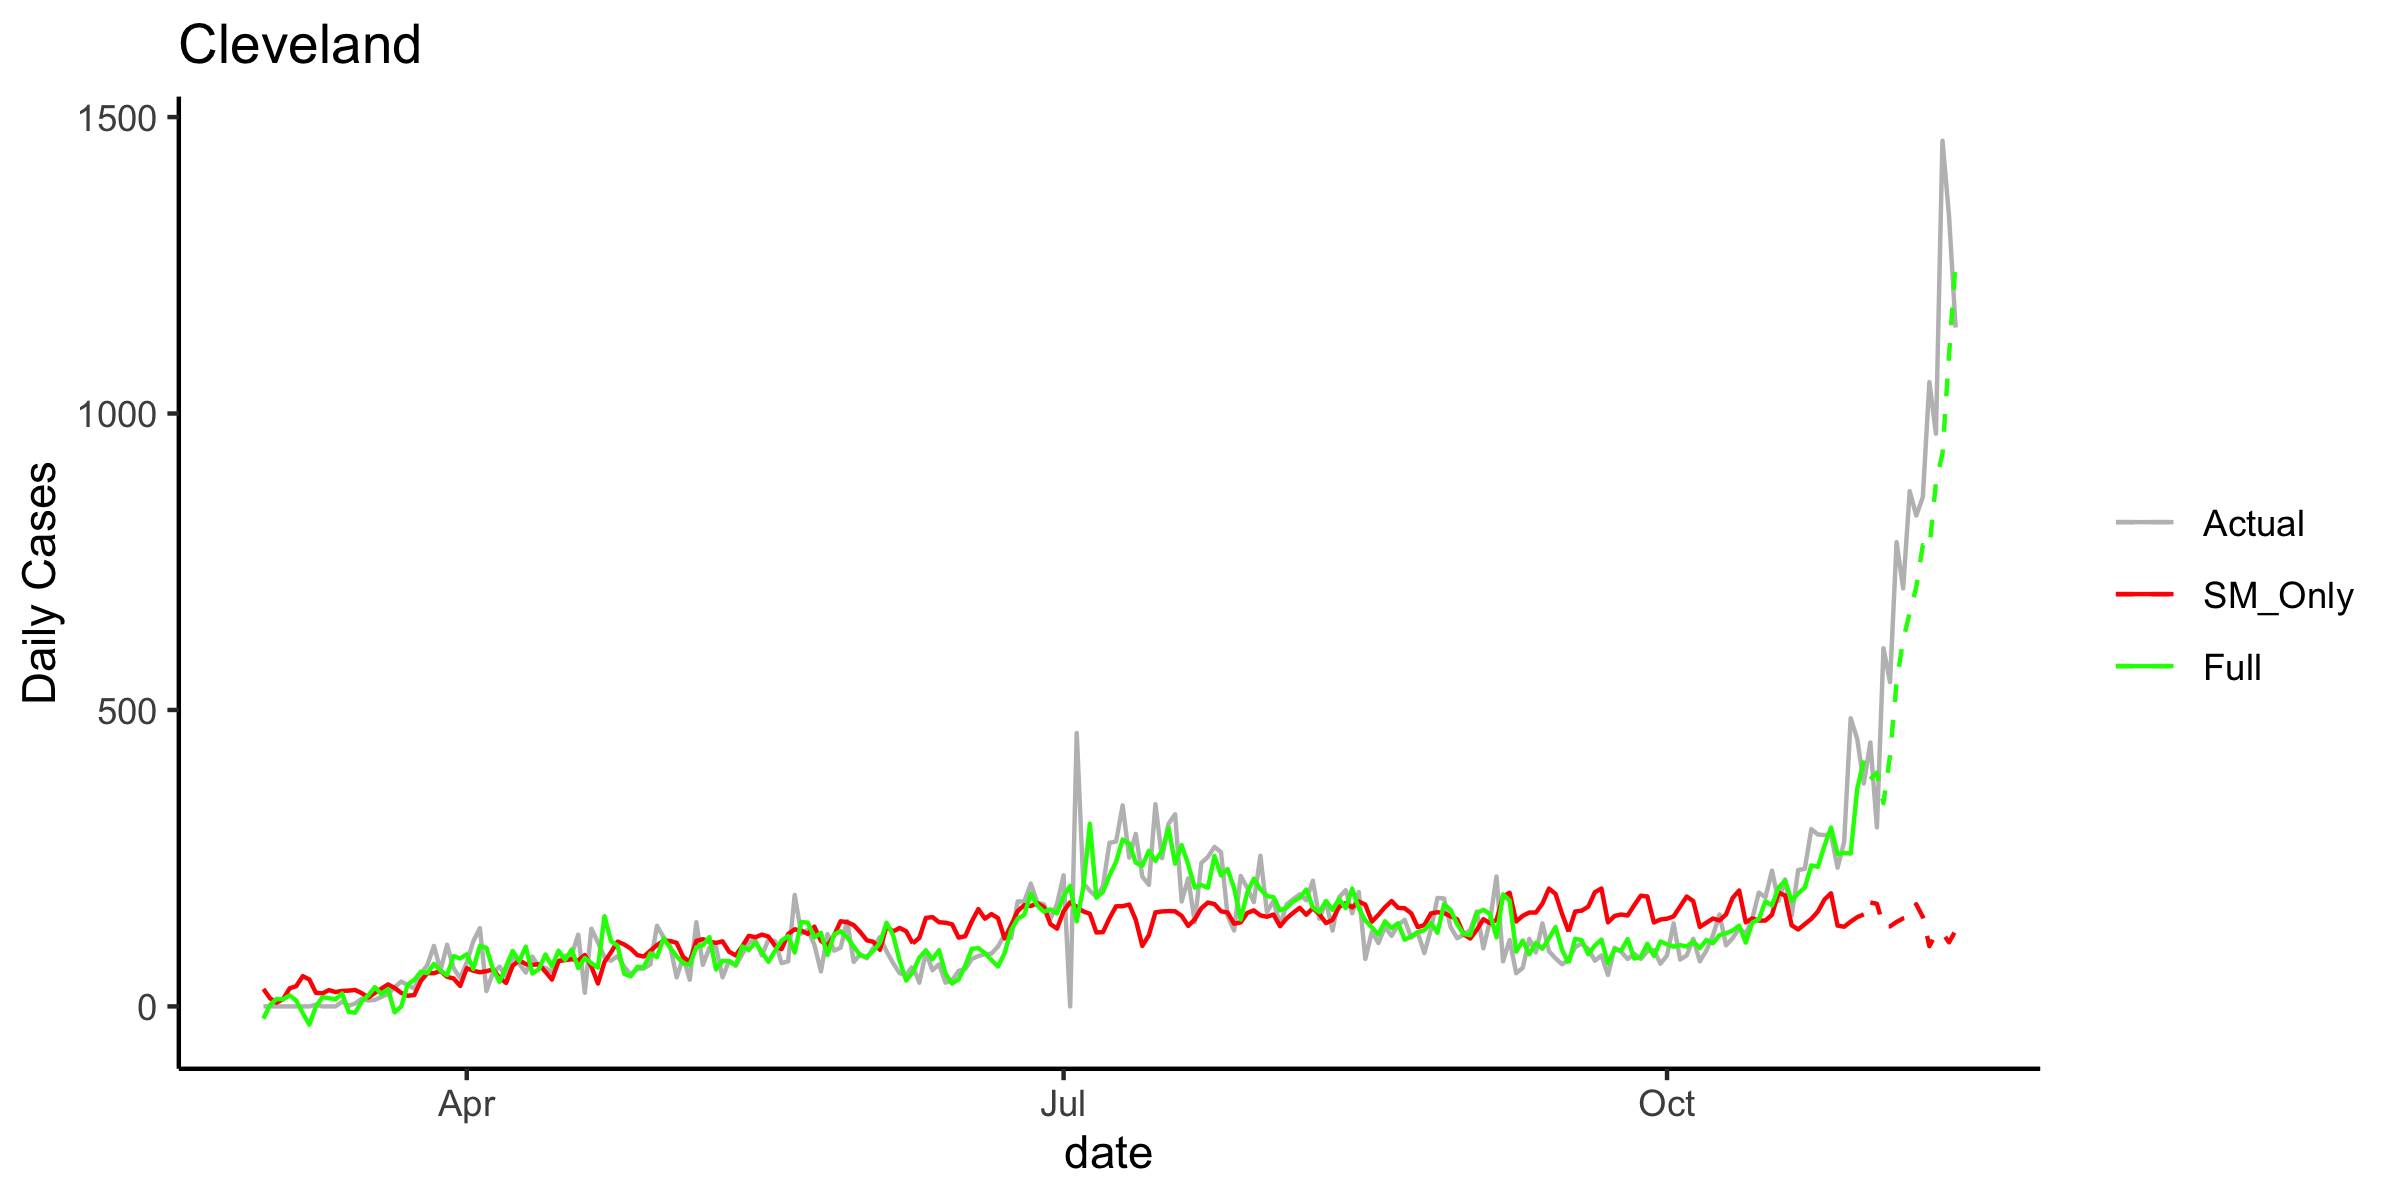 Cleveland
1500
1000
500
0
Daily Cases
Apr
Jul
Oct
date
Actual
SM_Only
Full